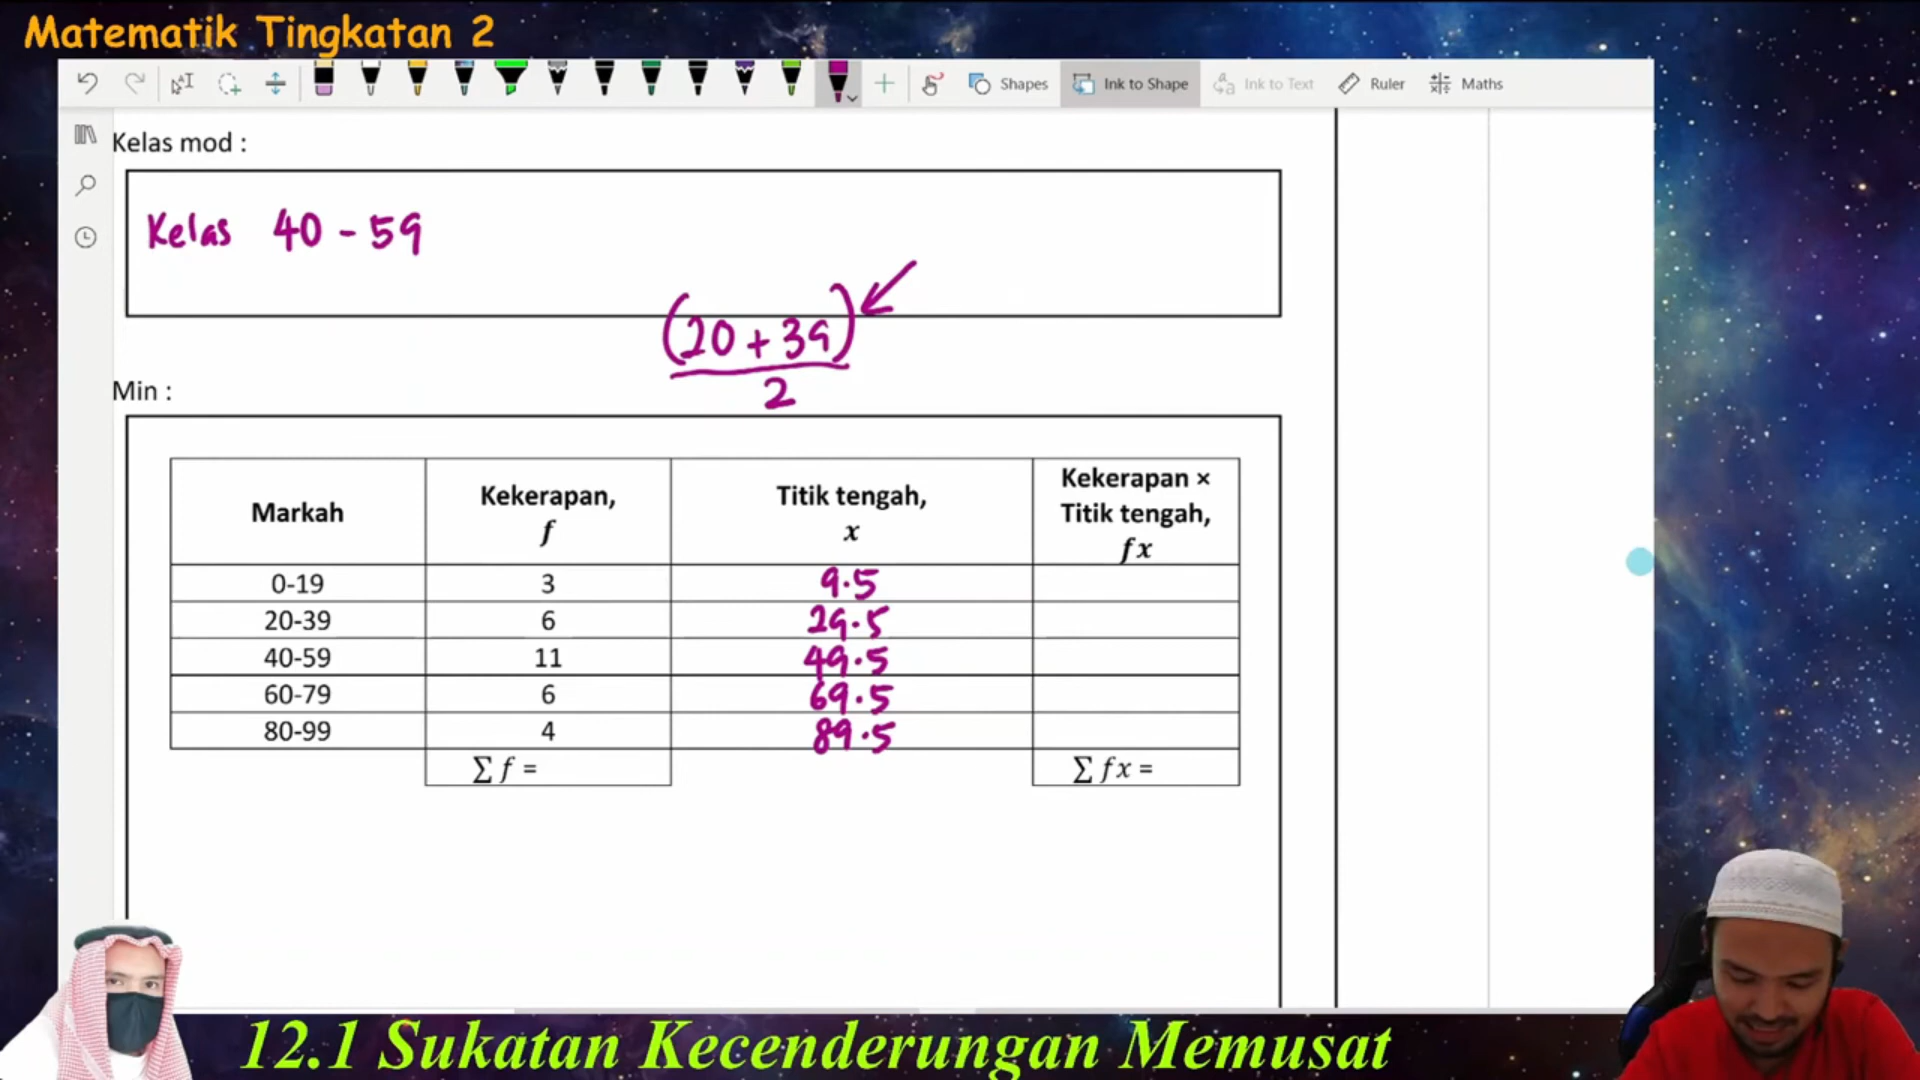 Matematik Tingkatan 2
Shapes Ink to Shape Ink to Text Ruler Maths
Kelas mod :
Kelas 40 - 59
(20 + 39)
2
Min :
Markah Kekerapan, f Titik tengah, x Kekerapan × Titik tengah, fx
0-19 3 9.5
20-39 6 29.5
40-59 11 49.5
60-79 6 69.5
80-99 4 89.5
∑ f = ∑ fx =
12.1 Sukatan Kecenderungan Memusat